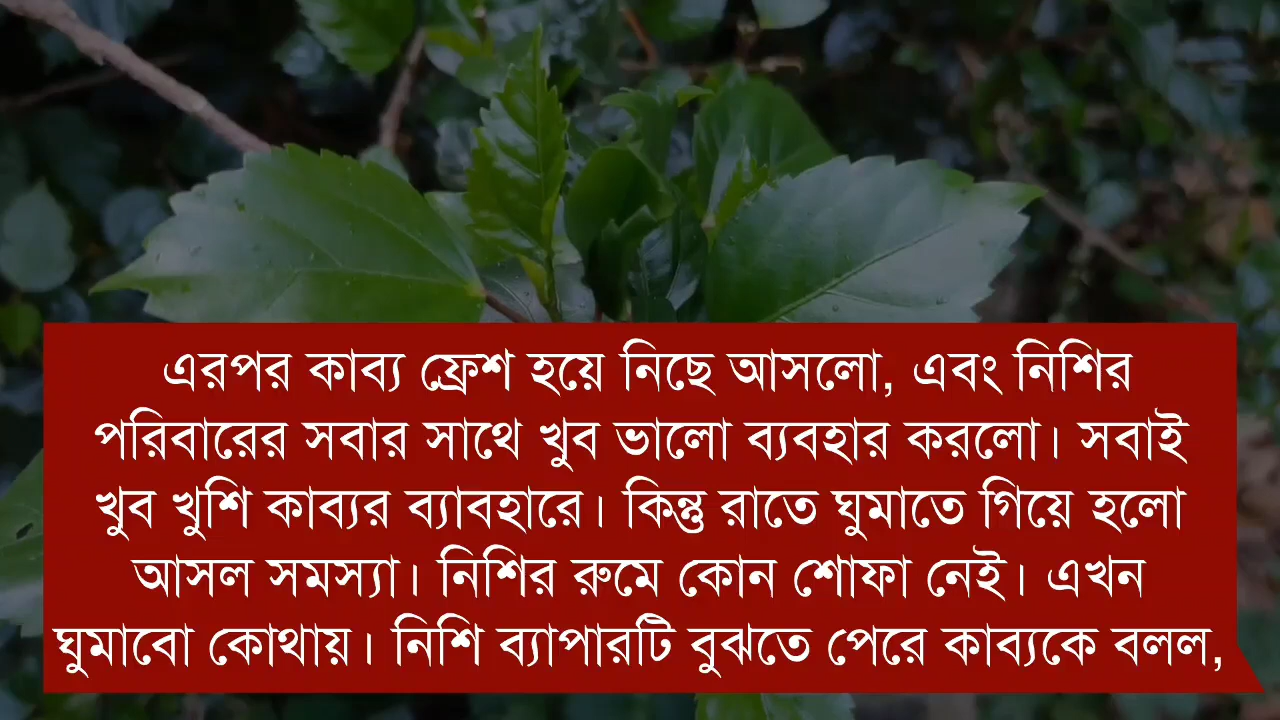 এরপর কাব্য ফ্রেশ হয়ে নিছে আসলো, এবং নিশির
পরিবারের সবার সাথে খুব ভালো ব্যবহার করলো। সবাই
খুব খুশি কাব্যর ব্যাবহারে। কিন্তু রাতে ঘুমাতে গিয়ে হলো
আসল সমস্যা। নিশির রুমে কোন শোফা নেই। এখন
ঘুমাবো কোথায়। নিশি ব্যাপারটি বুঝতে পেরে কাব্যকে বলল,